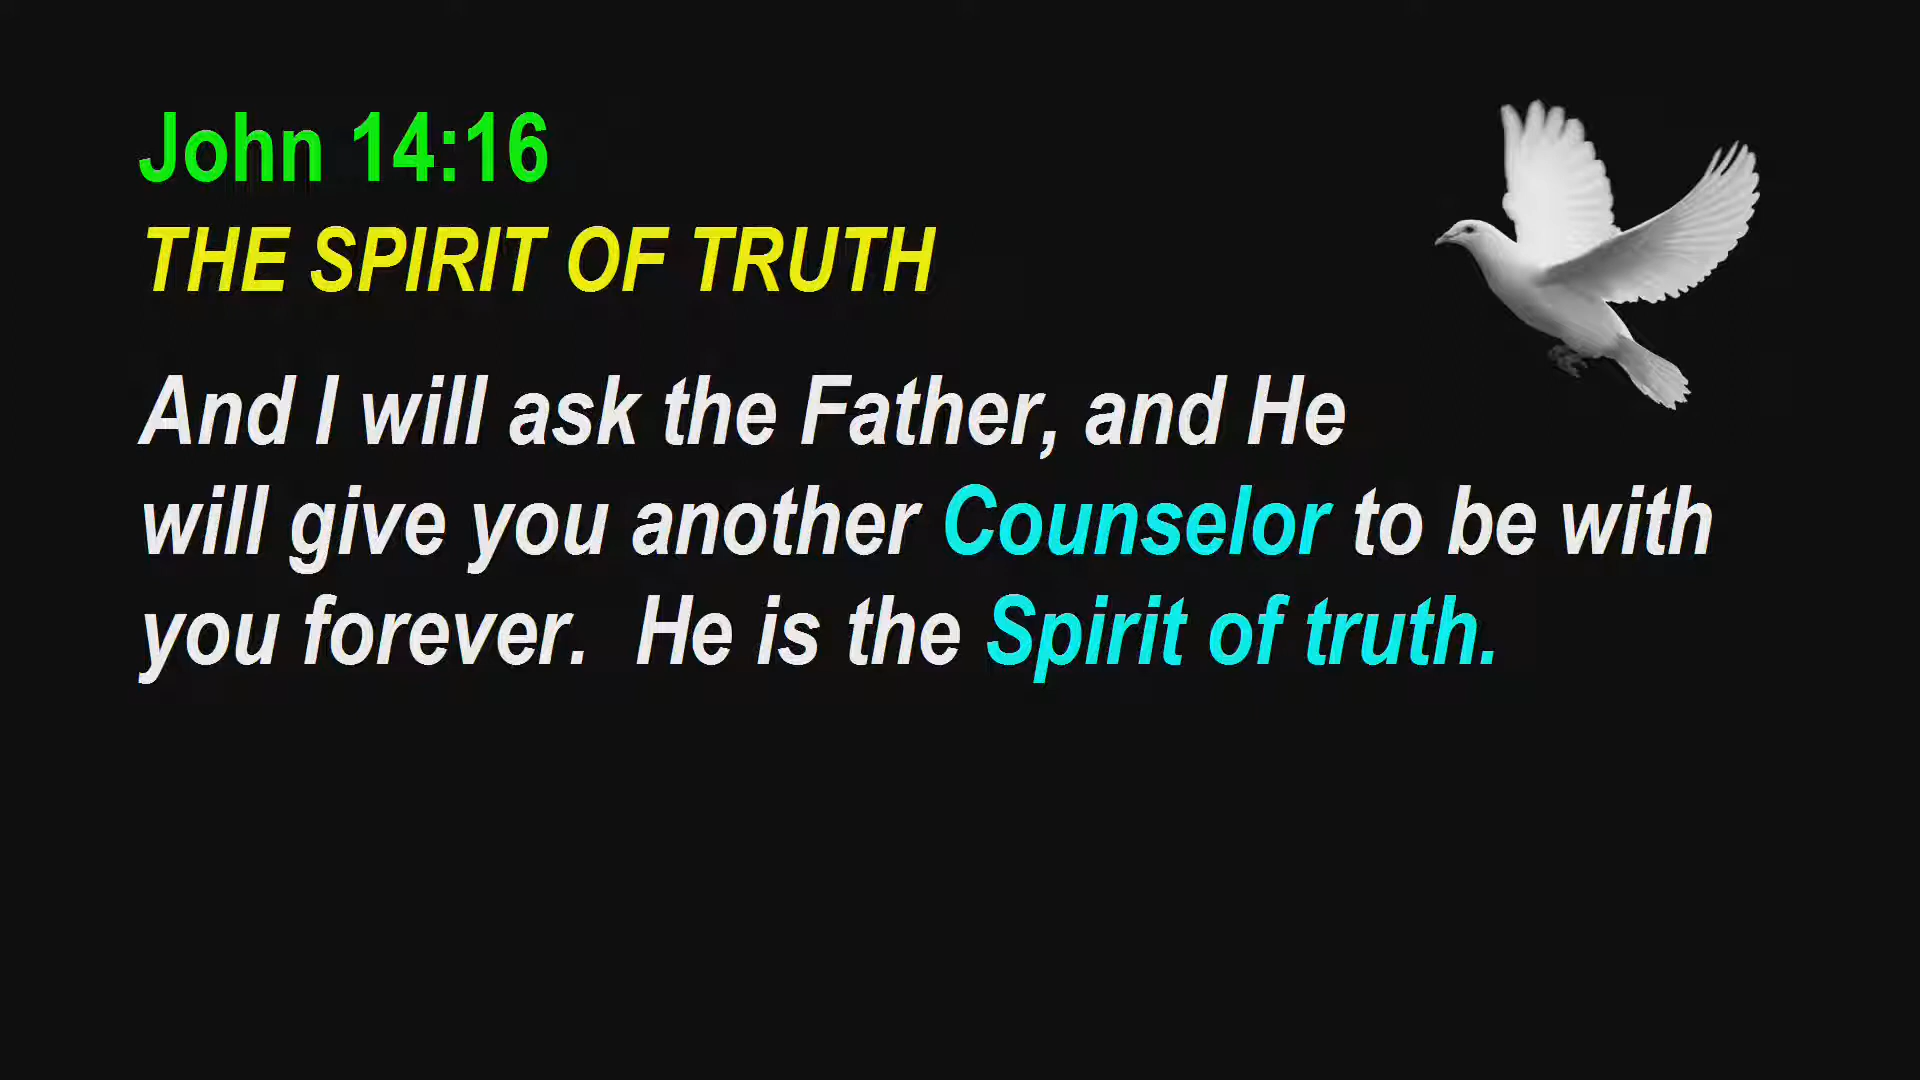 John 14:16
THE SPIRIT OF TRUTH
And I will ask the Father, and He
will give you another Counselor to be with
you forever.  He is the Spirit of truth.